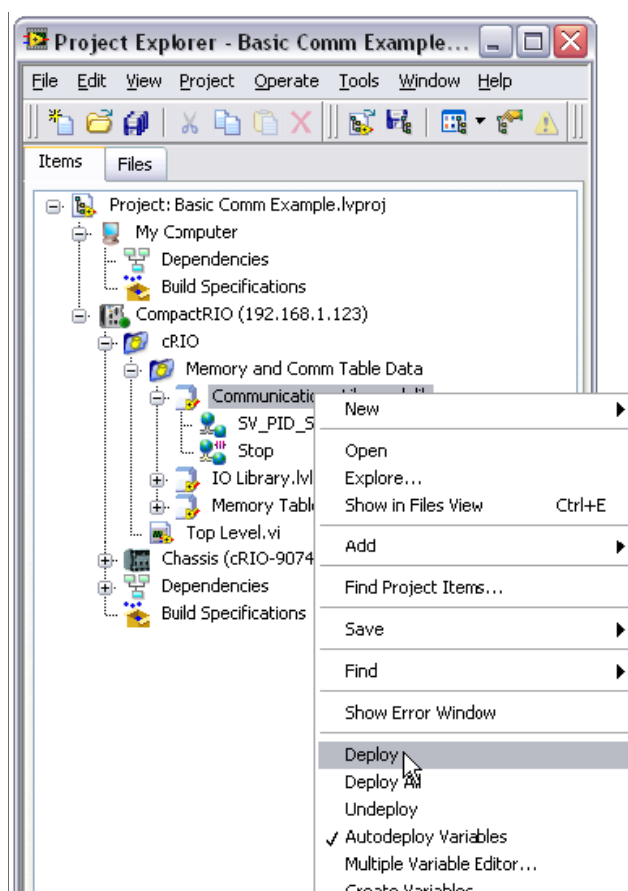 Project Explorer - Basic Comm Example...
File Edit View Project Operate Tools Window Help
Items Files
Project: Basic Comm Example.lvproj
My Computer
Dependencies
Build Specifications
CompactRIO (192.168.1.123)
cRIO
Memory and Comm Table Data
SV_PID_S
Stop
IO Library.lvl
Memory Tabl
Top Level.vi
Chassis (cRIO-9074
Dependencies
Build Specifications
New
Open
Explore...
Show in Files View Ctrl+E
Add
Find Project Items...
Save
Find
Show Error Window
Deploy
Deploy All
Undeploy
Autodeploy Variables
Multiple Variable Editor...
Create Variables